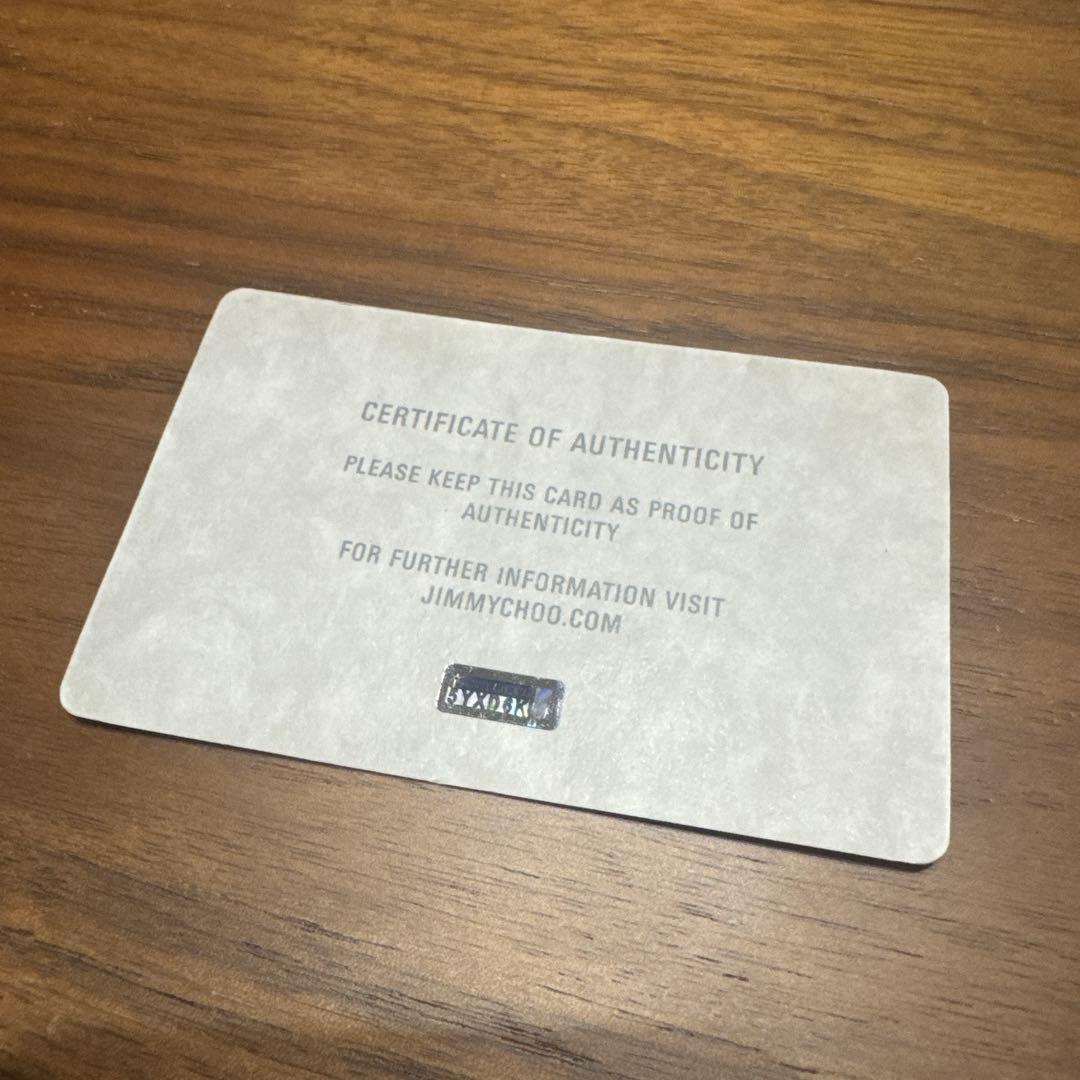 CERTIFICATE OF AUTHENTICITY
PLEASE KEEP THIS CARD AS PROOF OF
AUTHENTICITY
FOR FURTHER INFORMATION VISIT
JIMMYCHOO.COM